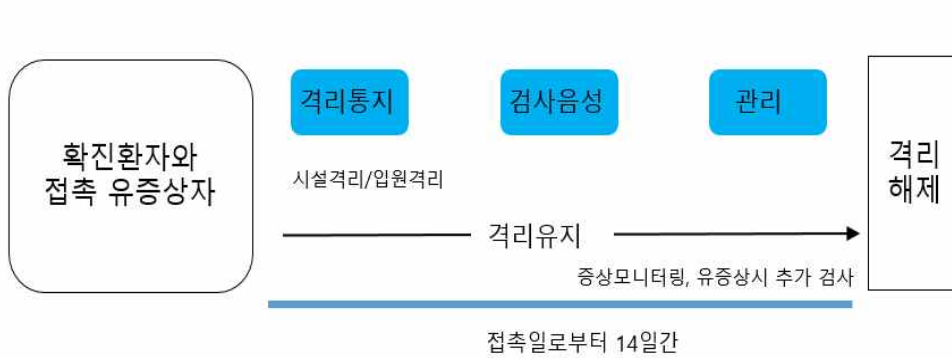 확진환자와
접촉 유증상자
격리통지
검사음성
관리
시설격리/입원격리
격리유지
증상모니터링, 유증상시 추가 검사
접촉일로부터 14일간
격리
해제